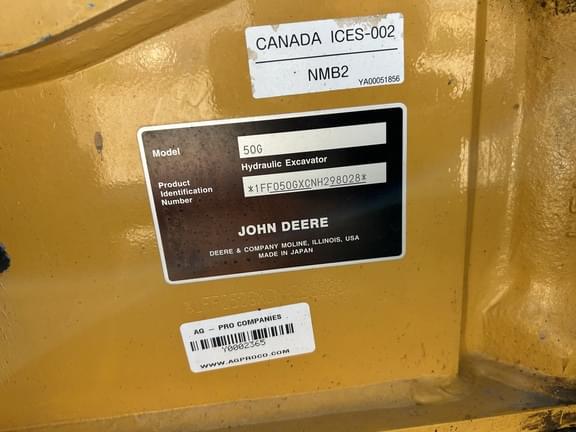 CANADA ICES-002
NMB2
YA00051856
Model 50G
Hydraulic Excavator
Product
Identification
Number
*1FF050GXCNH298028*
JOHN DEERE
DEERE & COMPANY MOLINE, ILLINOIS, USA
MADE IN JAPAN
AG - PRO COMPANIES
Y0002365
WWW.AGPROCO.COM